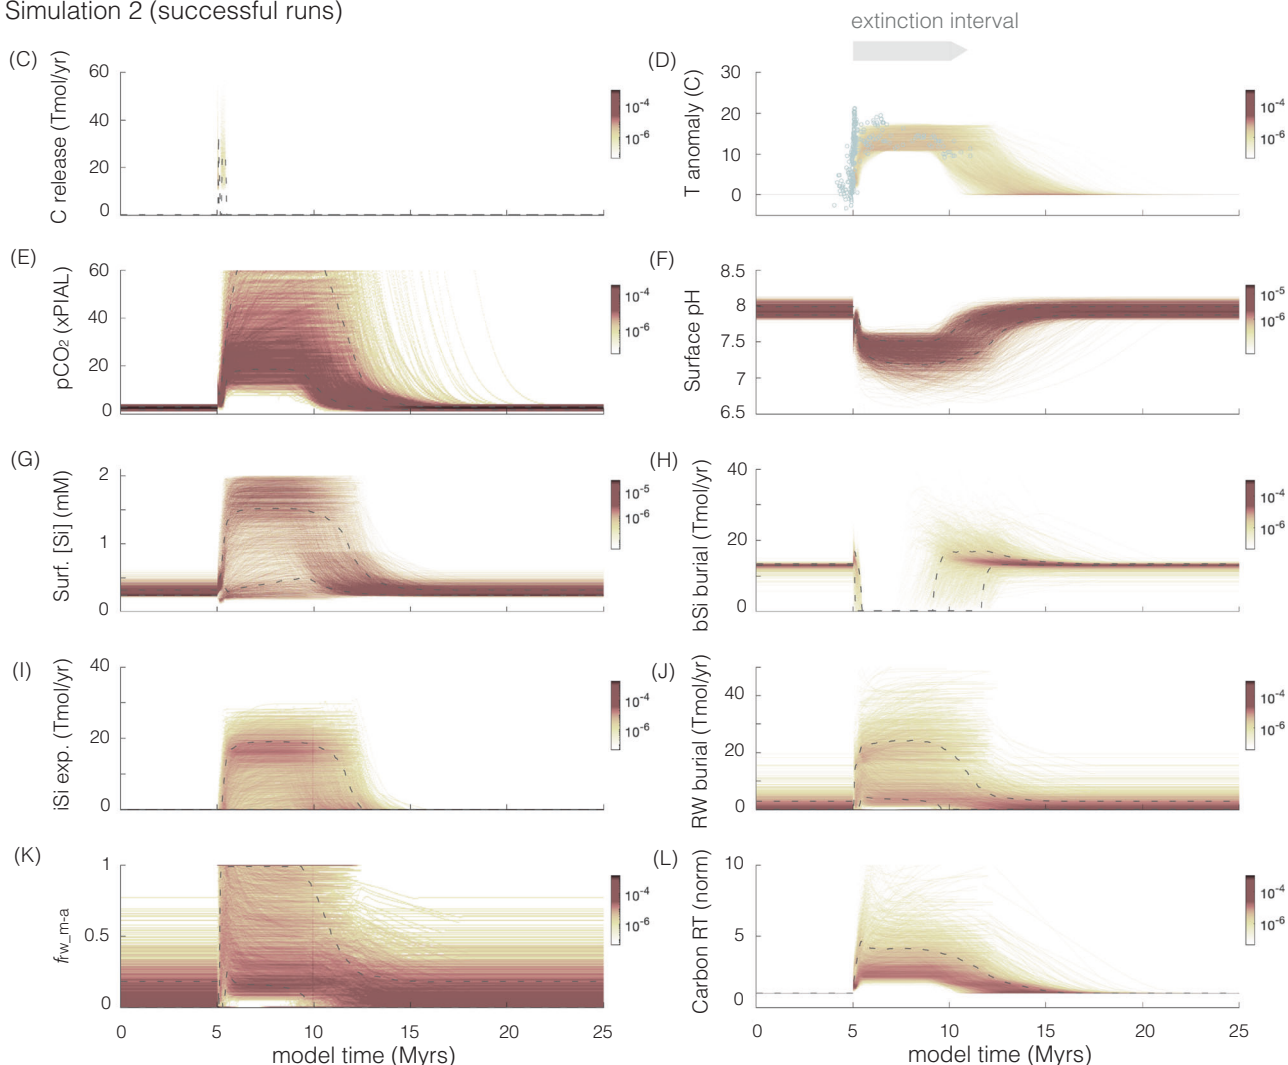 Simulation 2 (successful runs)
extinction interval
(C)
C release (Tmol/yr)
60
40
20
0
10-4
10-6
(D)
T anomaly (C)
30
20
10
0
10-4
10-6
(E)
pCO2 (xPIAL)
60
40
20
0
10-4
10-6
(F)
Surface pH
8.5
8
7.5
7
6.5
10-5
10-6
(G)
Surf. [Si] (mM)
2
1
0
10-5
10-6
(H)
bSi burial (Tmol/yr)
40
20
0
10-4
10-6
(I)
ISi exp. (Tmol/yr)
40
20
0
10-4
10-6
(J)
RW burial (Tmol/yr)
40
20
0
10-4
10-6
(K)
frw_m-a
1
0.5
0
10-4
10-6
0 5 10 15 20 25
model time (Myrs)
(L)
Carbon RT (norm)
10
5
0
10-4
10-6
0 5 10 15 20 25
model time (Myrs)